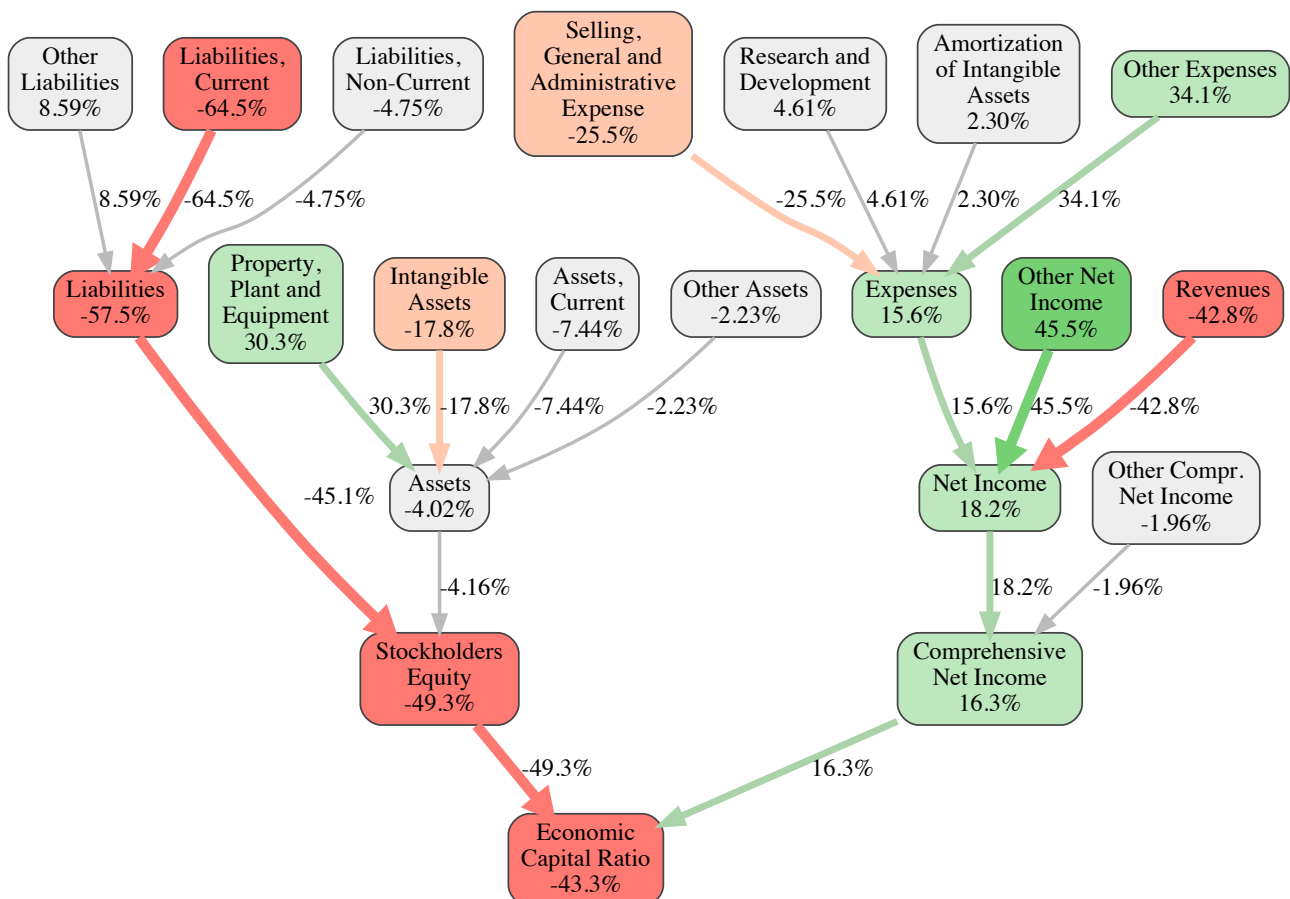 Other
Liabilities
8.59%
Liabilities,
Current
-64.5%
Liabilities,
Non-Current
-4.75%
Selling,
General and
Administrative
Expense
-25.5%
Research and
Development
4.61%
Amortization
of Intangible
Assets
2.30%
Other Expenses
34.1%
8.59%
-64.5%
-4.75%
-25.5%
4.61%
2.30%
34.1%
Liabilities
-57.5%
Property,
Plant and
Equipment
30.3%
Intangible
Assets
-17.8%
Assets,
Current
-7.44%
Other Assets
-2.23%
Expenses
15.6%
Other Net
Income
45.5%
Revenues
-42.8%
30.3%
-17.8%
-7.44%
-2.23%
15.6%
45.5%
-42.8%
-45.1%
Assets
-4.02%
Net Income
18.2%
Other Compr.
Net Income
-1.96%
-4.16%
18.2%
-1.96%
Stockholders
Equity
-49.3%
Comprehensive
Net Income
16.3%
-49.3%
16.3%
Economic
Capital Ratio
-43.3%